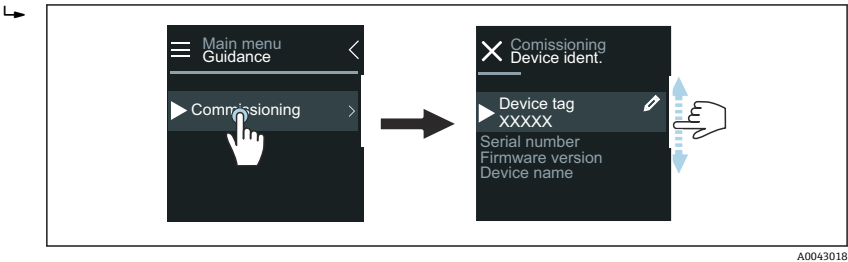 Main menu
Guidance
Commissioning
Comissioning
Device ident.
Device tag
XXXXX
Serial number
Firmware version
Device name
A0043018